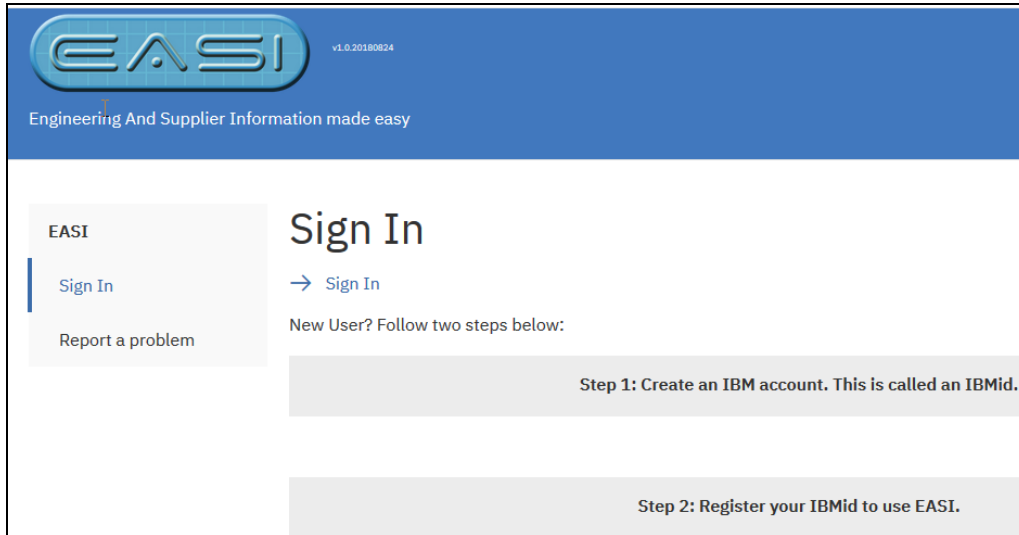 EASI
v1.0.20180824
Engineering And Supplier Information made easy
EASI
Sign In
Report a problem
Sign In
→ Sign In
New User? Follow two steps below:
Step 1: Create an IBM account. This is called an IBMid.
Step 2: Register your IBMid to use EASI.